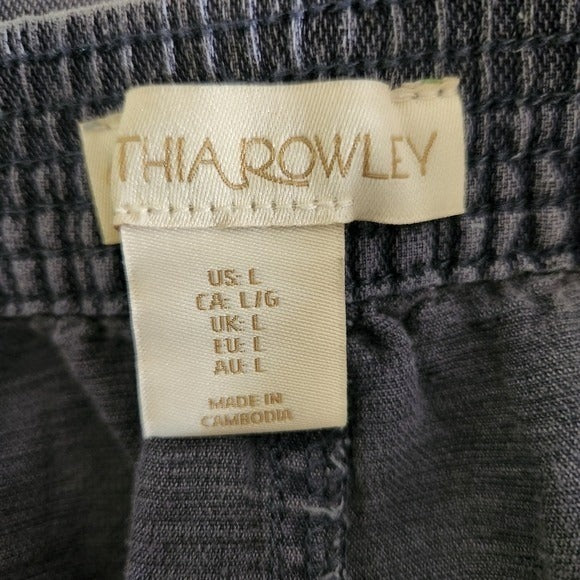 THIA ROWLEY
US: L
CA: L/G
UK: L
EU: L
AU: L
MADE IN
CAMBODIA